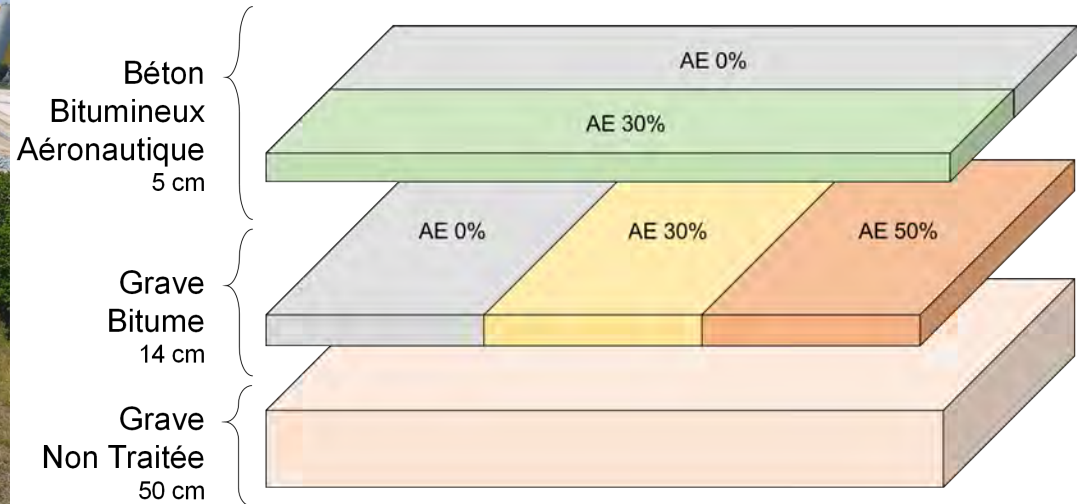 Béton
Bitumineux
Aéronautique
5 cm
AE 0%
AE 30%
Grave
Bitume
14 cm
AE 0%
AE 30%
AE 50%
Grave
Non Traitée
50 cm